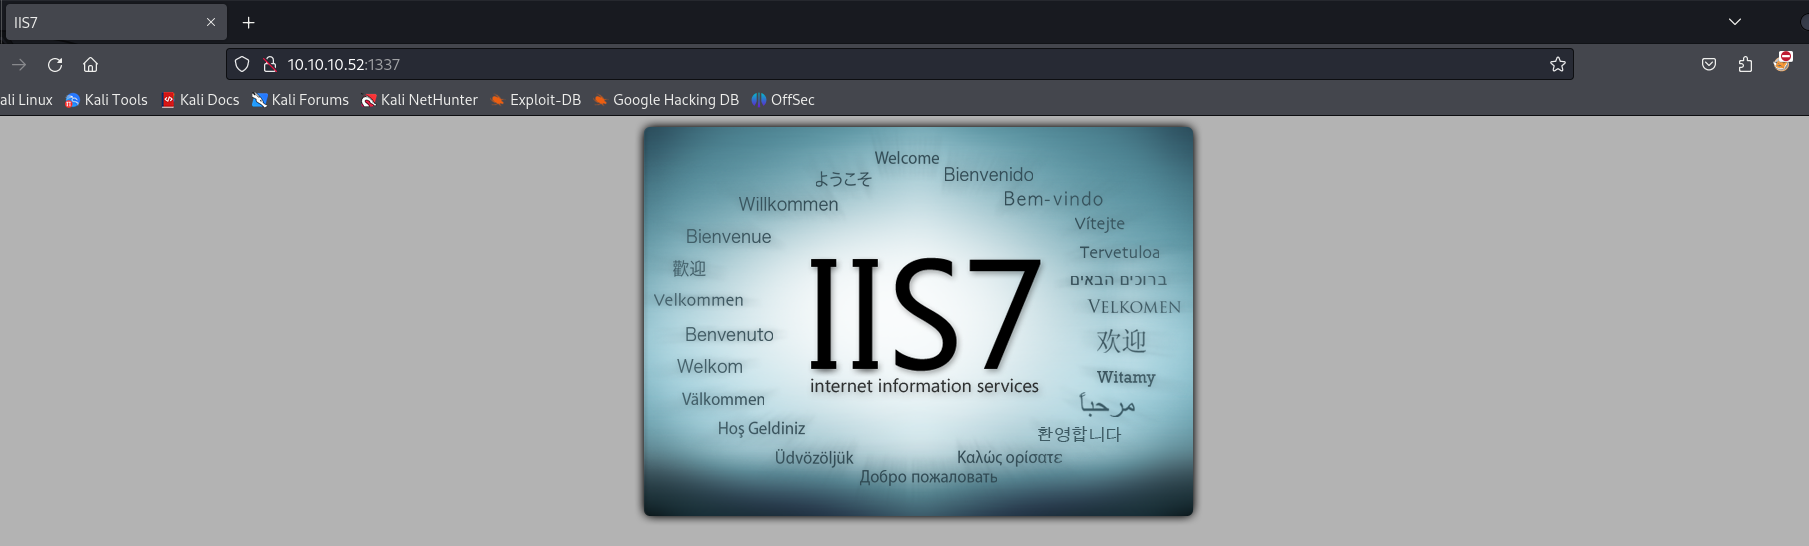 IIS7
10.10.10.52:1337
ali Linux Kali Tools Kali Docs Kali Forums Kali NetHunter Exploit-DB Google Hacking DB OffSec
Welcome
ようこそ
Bienvenido
Willkommen
Bem-vindo
Vítejte
Bienvenue
Tervetuloa
歡迎
ברוכים הבאים
Velkommen
VELKOMEN
IIS7
Benvenuto
欢迎
Welkom
Witamy
internet information services
Välkommen
مرحباً
Hoş Geldiniz
환영합니다
Üdvözöljük
Καλώς ορίσατε
Добро пожаловать